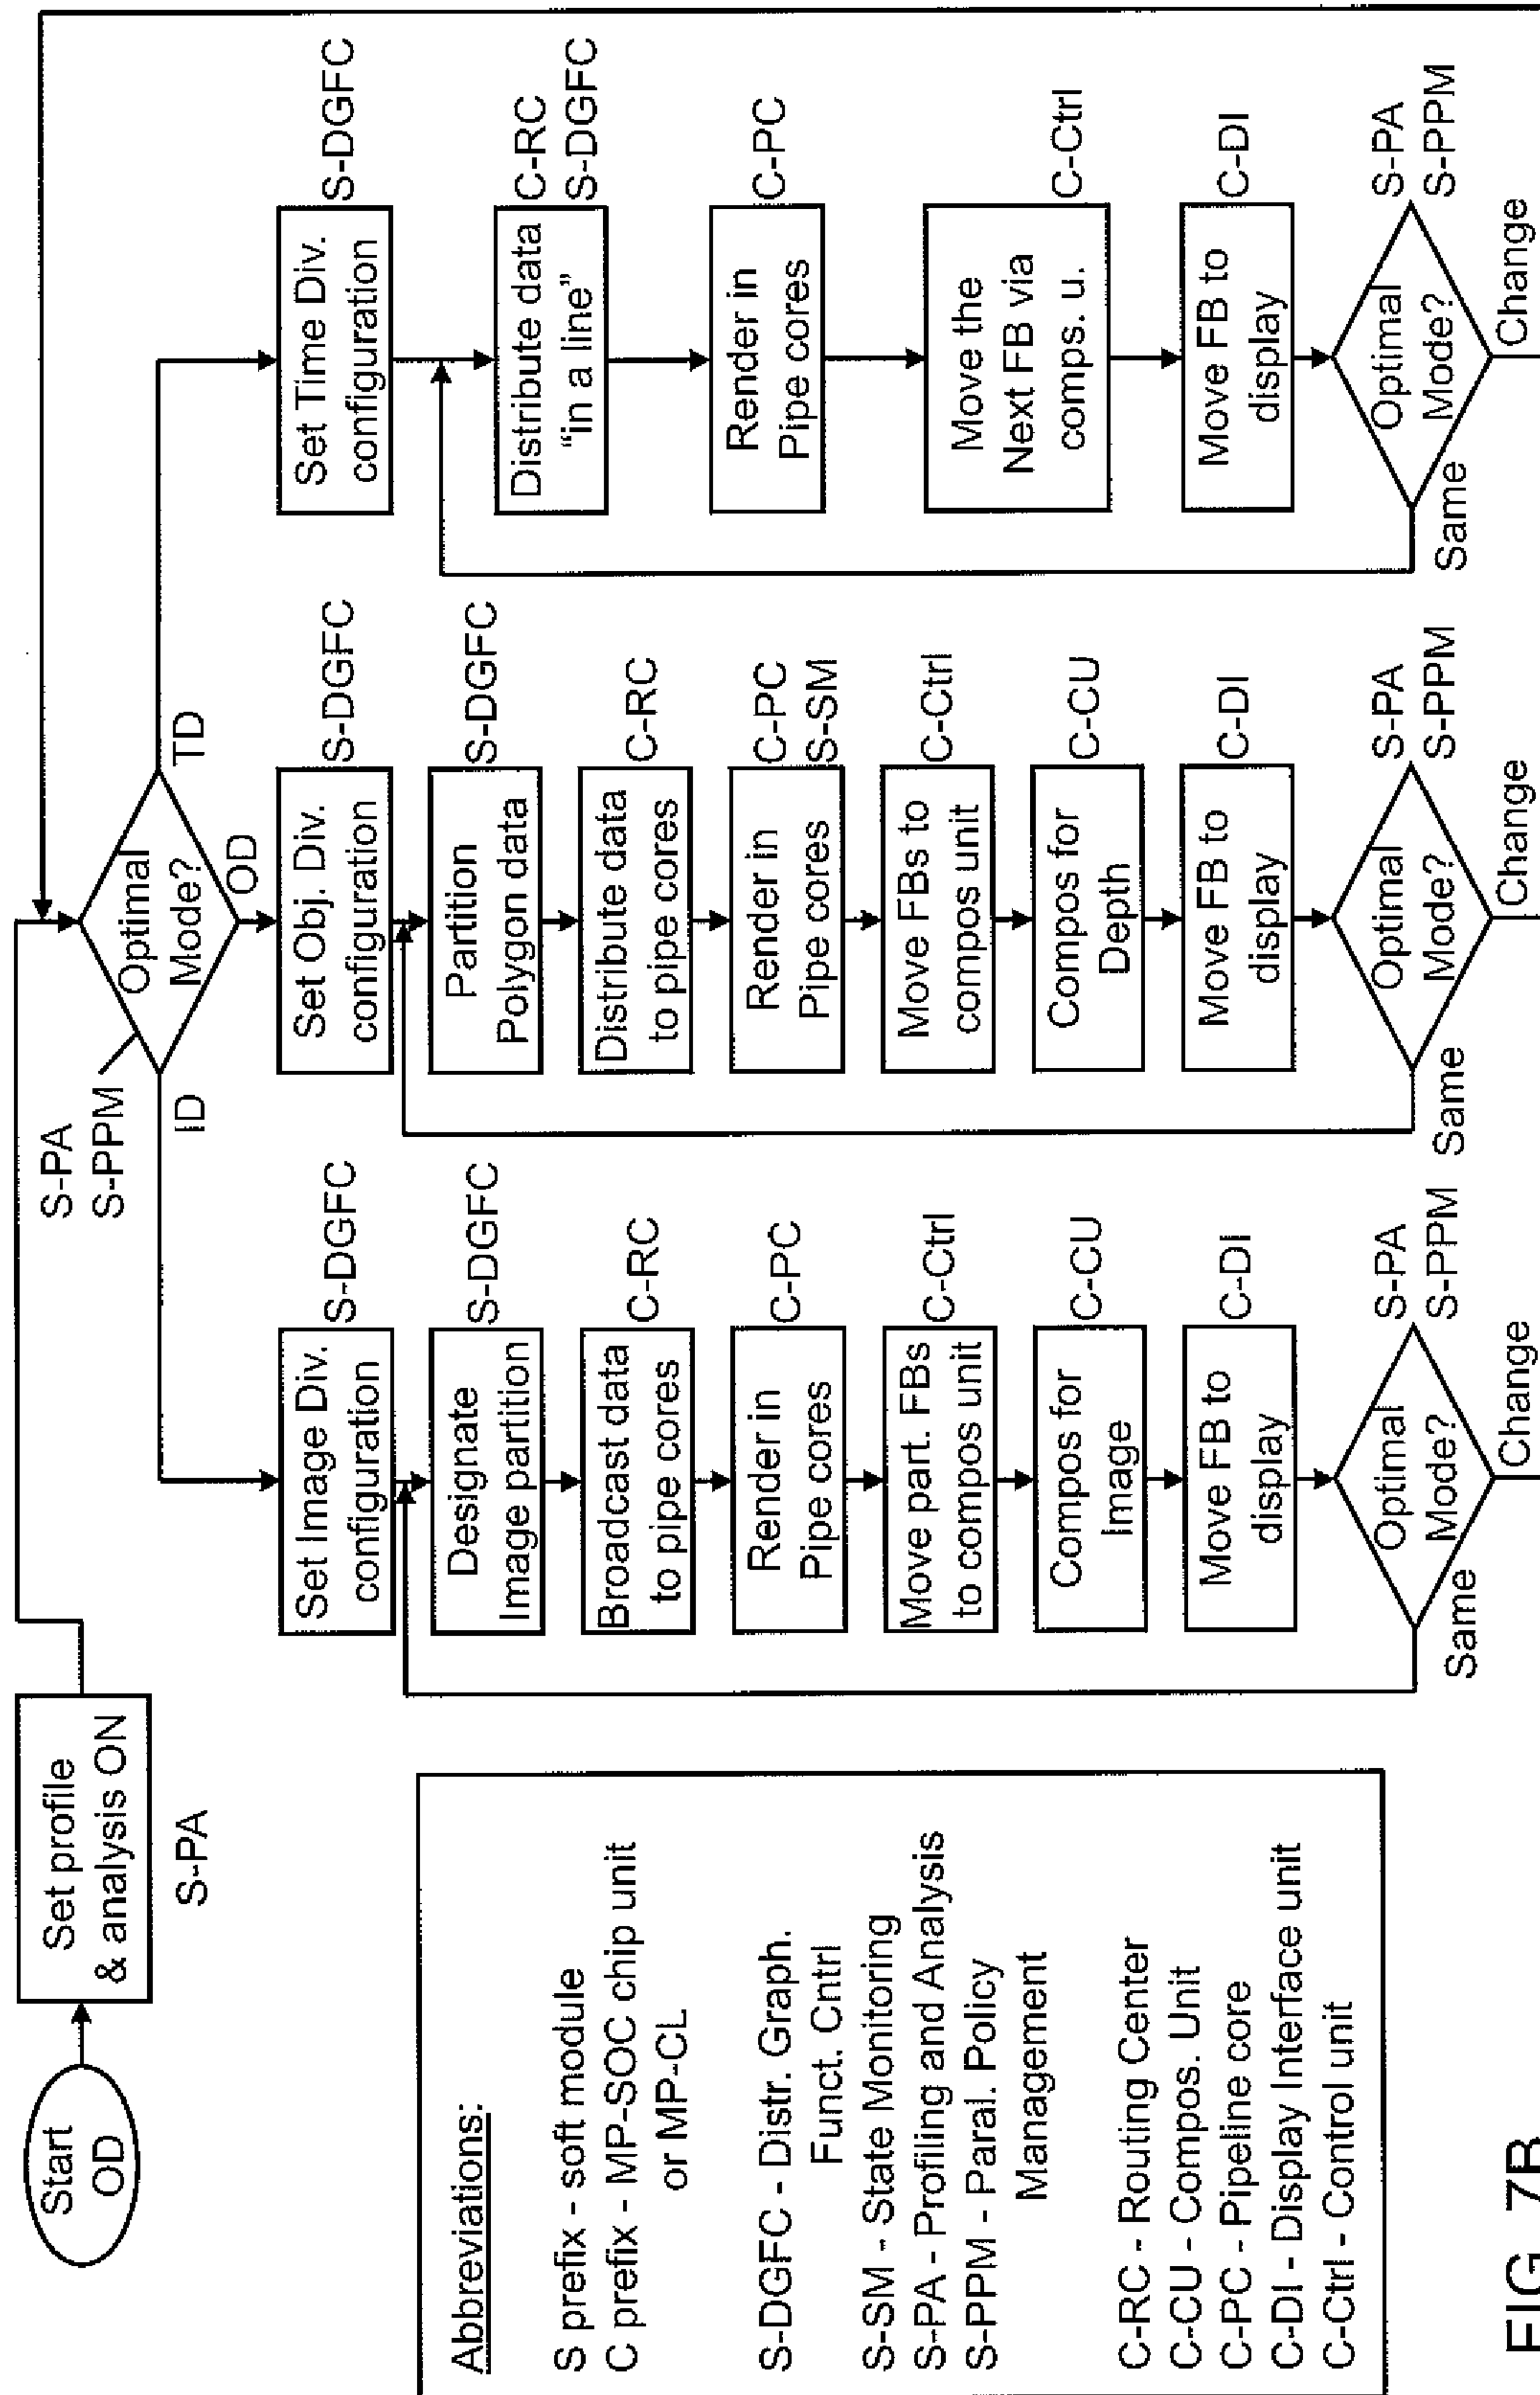 Start
OD
Set profile
& analysis ON
S-PA
S-PA
S-PPM
Optimal
Mode?
ID
OD
TD
Set Image Div.
configuration
S-DGFC
Designate
Image partition
S-DGFC
Broadcast data
to pipe cores
C-RC
Render in
Pipe cores
C-PC
Move part. FBs
to compos unit
C-Ctrl
Compos for
Image
C-CU
Move FB to
display
C-DI
Optimal
Mode?
S-PA
S-PPM
Same
Change
Set Obj. Div.
configuration
S-DGFC
Partition
Polygon data
S-DGFC
Distribute data
to pipe cores
C-RC
Render in
Pipe cores
C-PC
S-SM
Move FBs to
compos unit
C-Ctrl
Compos for
Depth
C-CU
Move FB to
display
C-DI
Optimal
Mode?
S-PA
S-PPM
Same
Change
Set Time Div.
configuration
S-DGFC
Distribute data
"in a line"
C-RC
S-DGFC
Render in
Pipe cores
C-PC
Move the
Next FB via
comps. u.
C-Ctrl
Move FB to
display
C-DI
Optimal
Mode?
S-PA
S-PPM
Same
Change
Abbreviations:
S prefix - soft module
C prefix - MP-SOC chip unit
or MP-CL
S-DGFC - Distr. Graph.
Funct. Cntrl
S-SM - State Monitoring
S-PA - Profiling and Analysis
S-PPM - Paral. Policy
Management
C-RC - Routing Center
C-CU - Compos. Unit
C-PC - Pipeline core
C-DI - Display Interface unit
C-Ctrl - Control unit
FIG. 7B